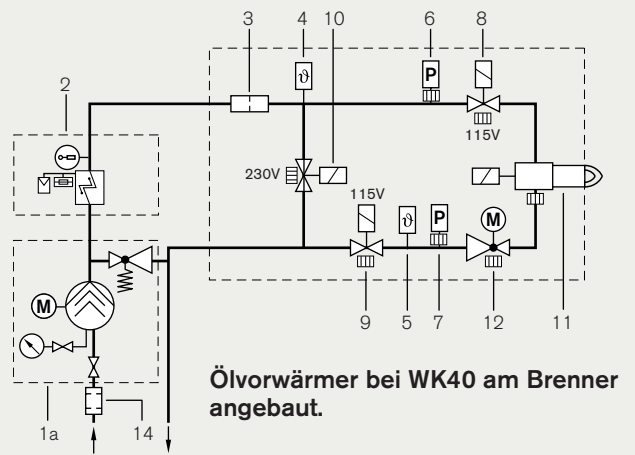 3 4 10 6 8
2
ϑ
P
115V
230V
115V
ϑ
P
M
M
9 5 7 12 11
Ölvorwärmer bei WK40 am Brenner
angebaut.
1a 14